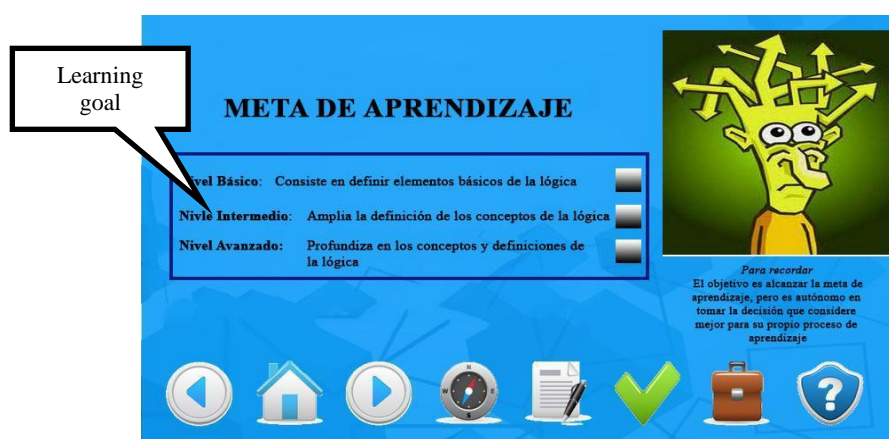 Learning
goal
META DE APRENDIZAJE
Nivel Básico: Consiste en definir elementos básicos de la lógica
Nivle Intermedio: Amplia la definición de los conceptos de la lógica
Nivel Avanzado: Profundiza en los conceptos y definiciones de
la lógica
Para recordar
El objetivo es alcanzar la meta de
aprendizaje, pero es autónomo en
tomar la decisión que considere
mejor para su propio proceso de
aprendizaje
N
W E
S
?